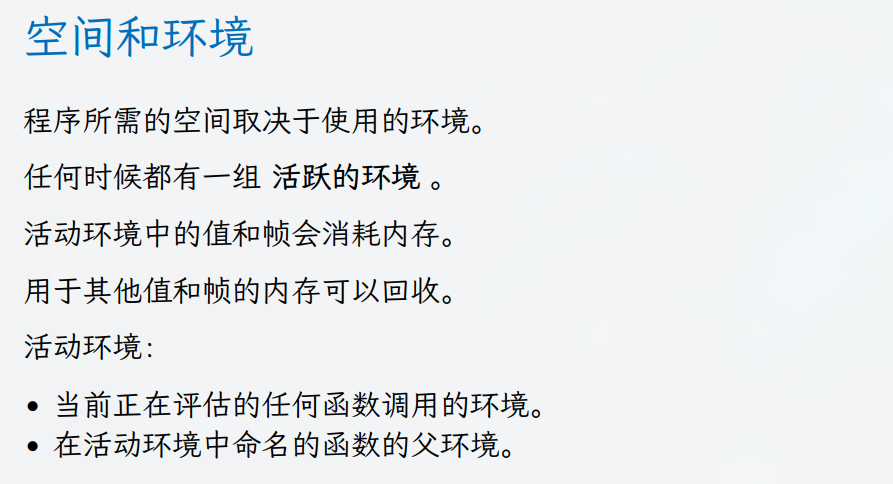 空间和环境
程序所需的空间取决于使用的环境。
任何时候都有一组 活跃的环境 。
活动环境中的值和帧会消耗内存。
用于其他值和帧的内存可以回收。
活动环境：
• 当前正在评估的任何函数调用的环境。
• 在活动环境中命名的函数的父环境。